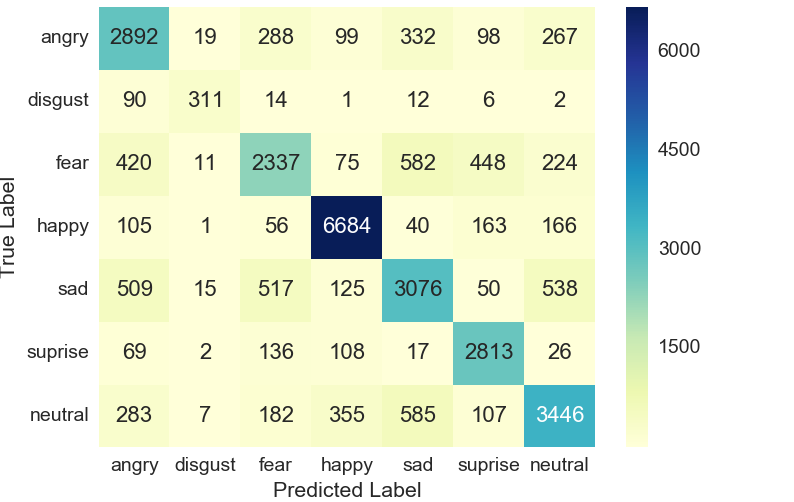 angry 2892 19 288 99 332 98 267
disgust 90 311 14 1 12 6 2
fear 420 11 2337 75 582 448 224
happy 105 1 56 6684 40 163 166
sad 509 15 517 125 3076 50 538
suprise 69 2 136 108 17 2813 26
neutral 283 7 182 355 585 107 3446
angry disgust fear happy sad suprise neutral
Predicted Label
True Label
6000
4500
3000
1500